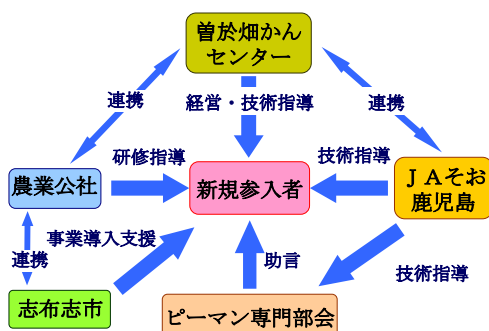 曽於畑かん
センター
連携
経営・技術指導
連携
研修指導
技術指導
農業公社
新規参入者
ＪＡそお
鹿児島
事業導入支援
連携
助言
技術指導
志布志市
ピーマン専門部会